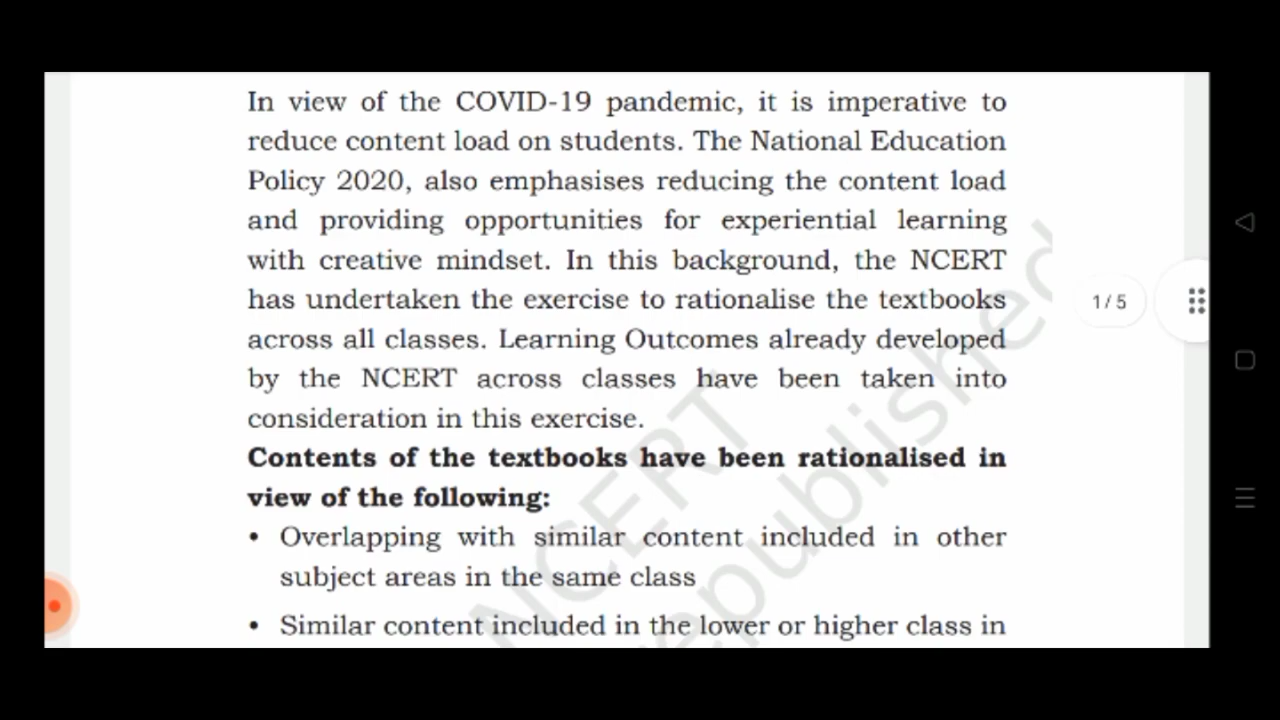 In view of the COVID-19 pandemic, it is imperative to
reduce content load on students. The National Education
Policy 2020, also emphasises reducing the content load
and providing opportunities for experiential learning
with creative mindset. In this background, the NCERT
has undertaken the exercise to rationalise the textbooks
across all classes. Learning Outcomes already developed
by the NCERT across classes have been taken into
consideration in this exercise.
Contents of the textbooks have been rationalised in
view of the following:
• Overlapping with similar content included in other
subject areas in the same class
• Similar content included in the lower or higher class in
1/5
NCERT
republished